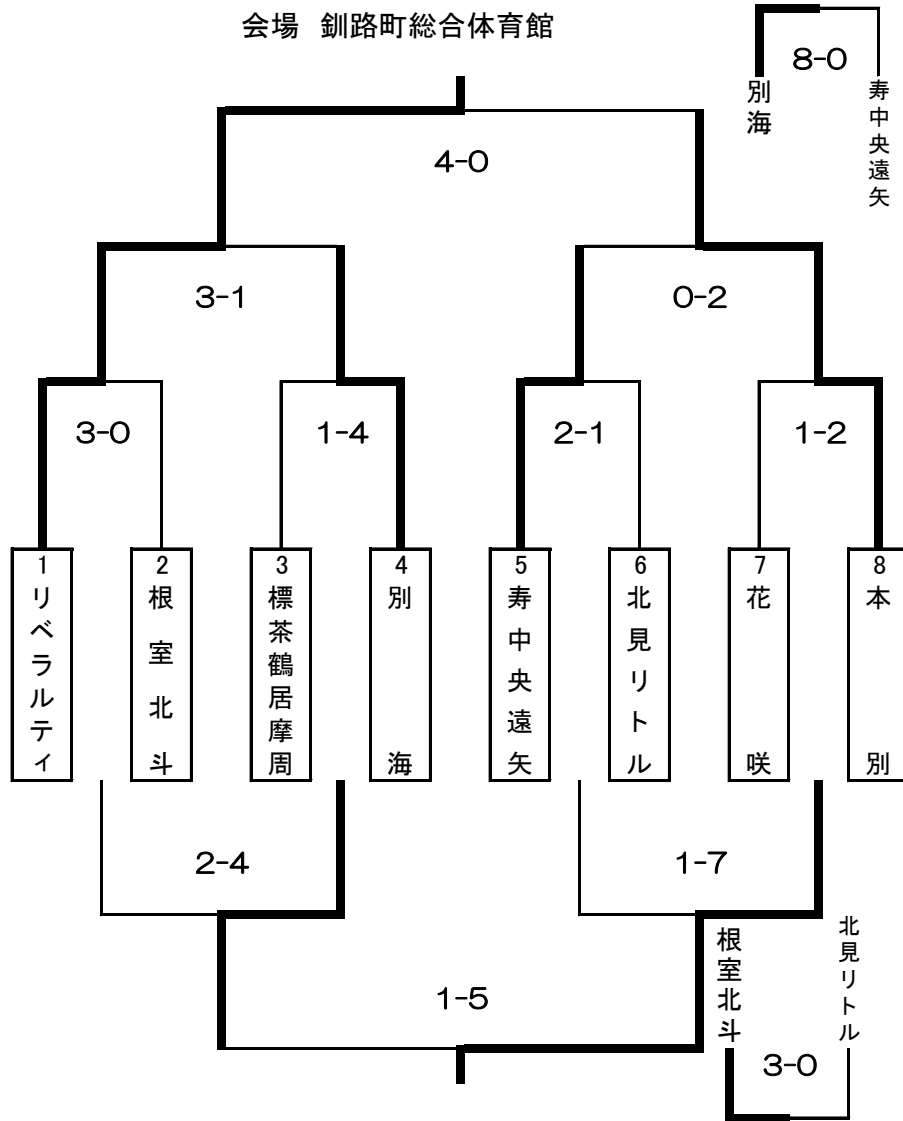 会場 釧路町総合体育館
8-0
別海
寿中央遠矢
4-0
3-1
0-2
3-0
1-4
2-1
1-2
1
リベラルティ
2
根室北斗
3
標茶鶴居摩周
4
別海
5
寿中央遠矢
6
北見リトル
7
花咲
8
本別
2-4
1-7
1-5
根室北斗
北見リトル
3-0